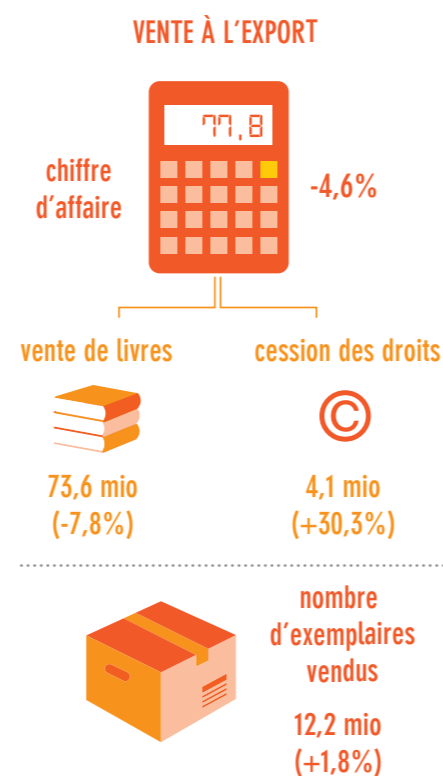 VENTE À L'EXPORT
77,8
chiffre
d'affaire
-4,6%
vente de livres
cession des droits
©
73,6 mio
(-7,8%)
4,1 mio
(+30,3%)
nombre
d'exemplaires
vendus
12,2 mio
(+1,8%)